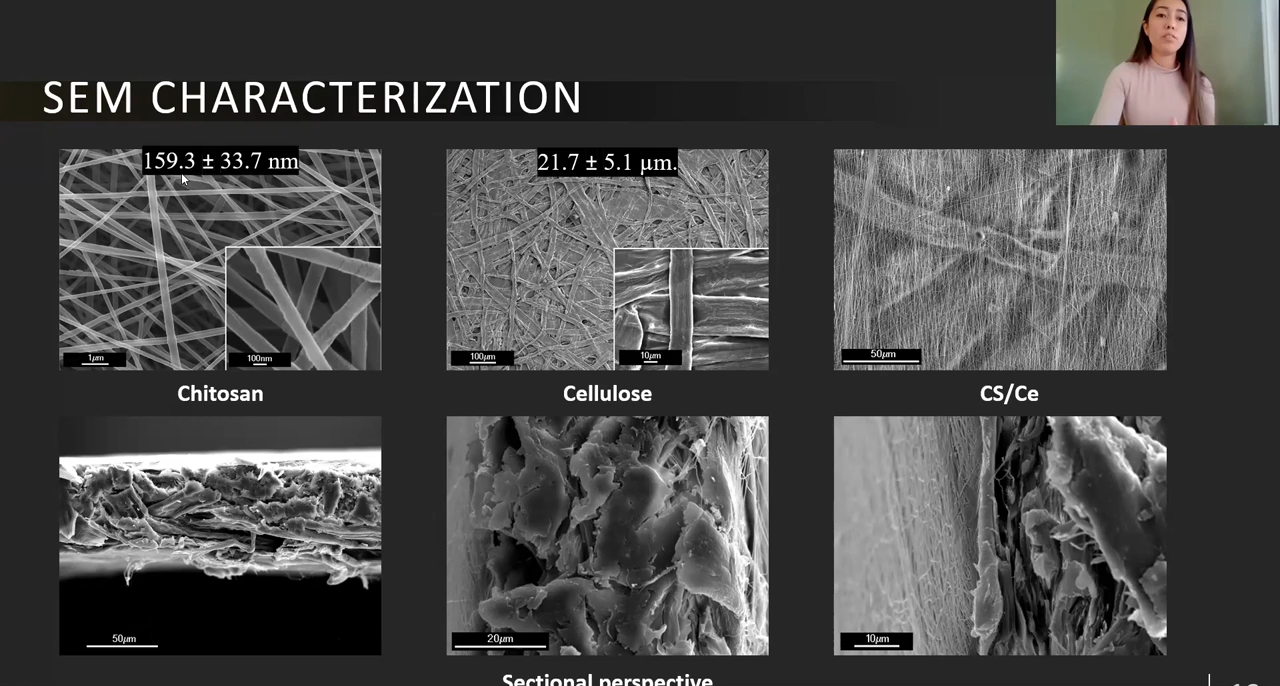 SEM CHARACTERIZATION
159.3 ± 33.7 nm
21.7 ± 5.1 µm.
1µm
100nm
100µm
10µm
50µm
Chitosan
Cellulose
CS/Ce
50µm
20µm
10µm
Sectional perspective